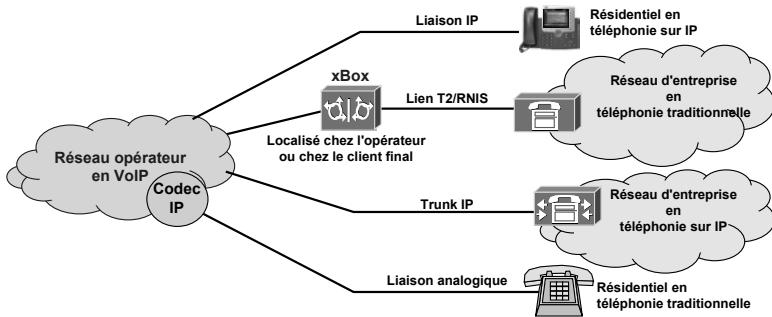 Liaison IP
Résidentiel en
téléphonie sur IP
xBox
Lien T2/RNIS
Réseau d'entreprise
en
téléphonie traditionnelle
Localisé chez l'opérateur
ou chez le client final
Réseau opérateur
en VoIP
Codec
IP
Trunk IP
Réseau d'entreprise
en
téléphonie sur IP
Liaison analogique
Résidentiel en
téléphonie traditionnelle